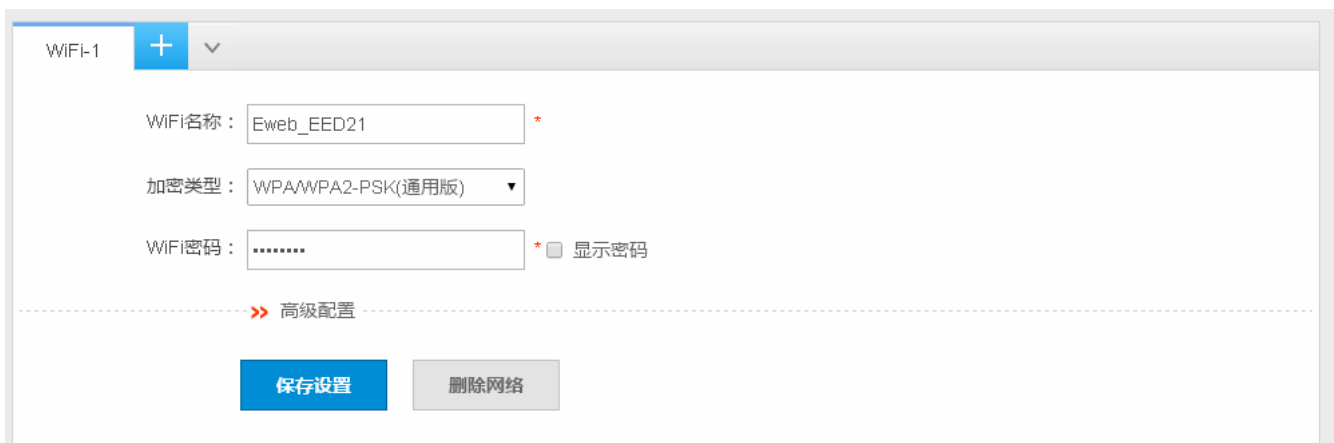 WiFi-1
WiFi名称： Eweb_EED21 *
加密类型： WPA/WPA2-PSK(通用版)
WiFi密码： •••••••• * 显示密码
高级配置
保存设置 删除网络